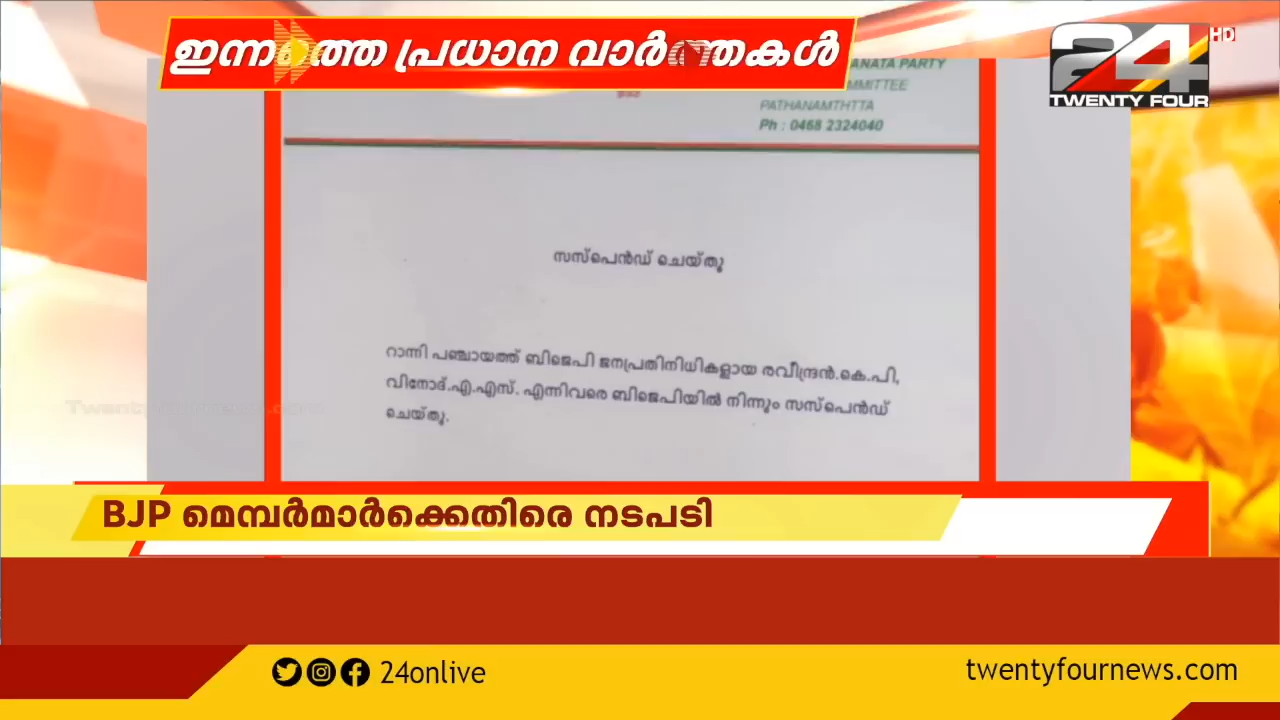 ഇന്നത്തെ പ്രധാന വാർത്തകൾ
24
HD
TWENTY FOUR
ANATA PARTY
MMITTEE
PATHANAMTHTTA
Ph : 0468 2324040
സസ്പെൻഡ് ചെയ്തു
റാന്നി പഞ്ചായത്ത് ബിജെപി ജനപ്രതിനിധികളായ രവീന്ദ്രൻ.കെ.പി,
വിനോദ്.എ.എസ്. എന്നിവരെ ബിജെപിയിൽ നിന്നും സസ്പെൻഡ്
ചെയ്തു.
BJP മെമ്പർമാർക്കെതിരെ നടപടി
24onlive
twentyfournews.com